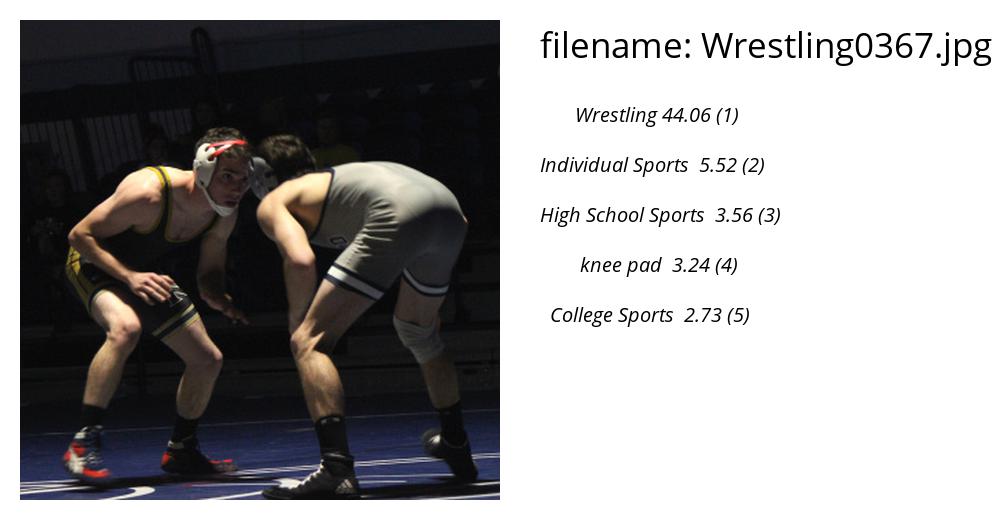 filename: Wrestling0367.jpg
Wrestling 44.06 (1)
Individual Sports 5.52 (2)
High School Sports 3.56 (3)
knee pad 3.24 (4)
College Sports 2.73 (5)